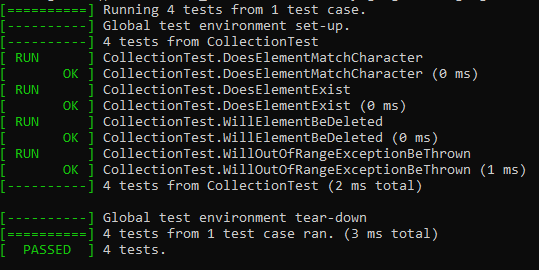 [==========] Running 4 tests from 1 test case.
[----------] Global test environment set-up.
[----------] 4 tests from CollectionTest
[ RUN      ] CollectionTest.DoesElementMatchCharacter
[       OK ] CollectionTest.DoesElementMatchCharacter (0 ms)
[ RUN      ] CollectionTest.DoesElementExist
[       OK ] CollectionTest.DoesElementExist (0 ms)
[ RUN      ] CollectionTest.WillElementBeDeleted
[       OK ] CollectionTest.WillElementBeDeleted (0 ms)
[ RUN      ] CollectionTest.WillOutOfRangeExceptionBeThrown
[       OK ] CollectionTest.WillOutOfRangeExceptionBeThrown (1 ms)
[----------] 4 tests from CollectionTest (2 ms total)

[----------] Global test environment tear-down
[==========] 4 tests from 1 test case ran. (3 ms total)
[  PASSED  ] 4 tests.